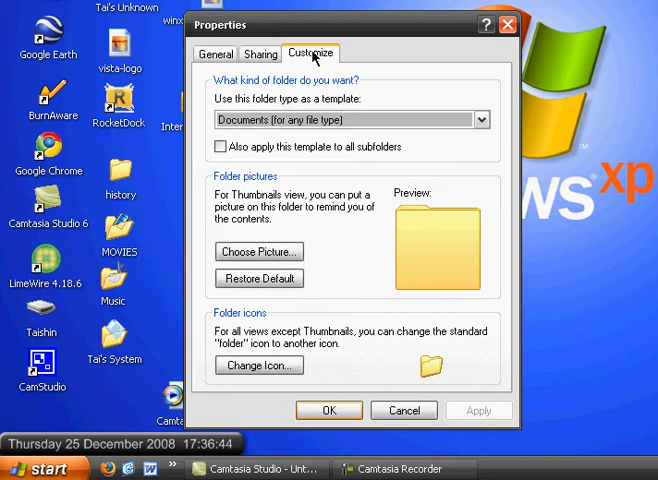 Tai's Unknown
winx
Google Earth
vista-logo
BurnAware
RocketDock
Inter
Google Chrome
history
Camtasia Studio 6
MOVIES
LimeWire 4.18.6
Music
Taishin
Tai's System
CamStudio
Camta
Properties
General
Sharing
Customize
What kind of folder do you want?
Use this folder type as a template:
Documents (for any file type)
Also apply this template to all subfolders
Folder pictures
For Thumbnails view, you can put a
picture on this folder to remind you of
the contents.
Preview:
Choose Picture...
Restore Default
Folder icons
For all views except Thumbnails, you can change the standard
"folder" icon to another icon.
Change Icon...
OK
Cancel
Apply
ws xp
Thursday 25 December 2008 17:36:44
start
Camtasia Studio - Unt...
Camtasia Recorder